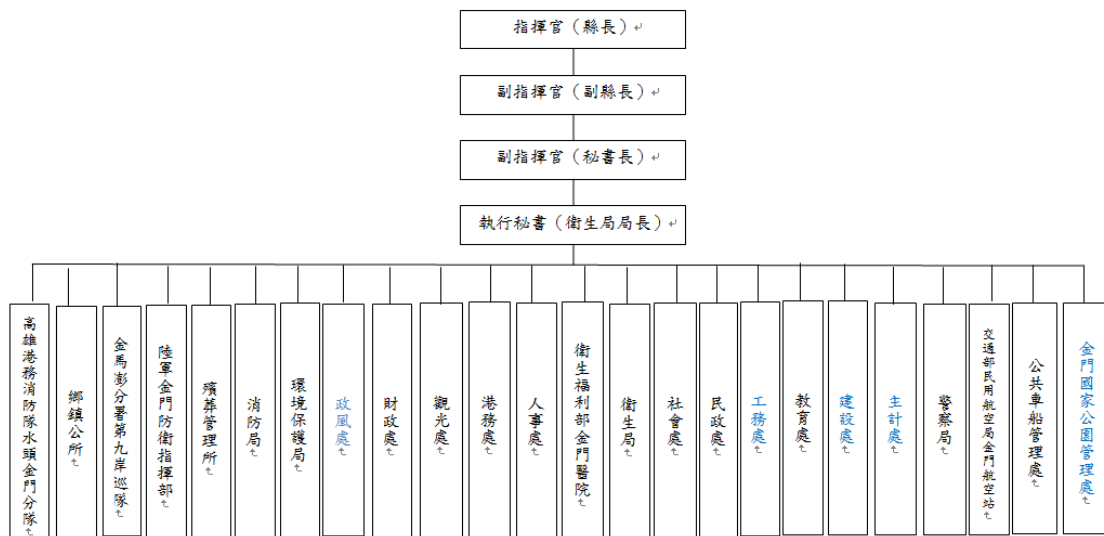 指揮官（縣長）
副指揮官（副縣長）
副指揮官（秘書長）
執行秘書（衛生局局長）
高雄港務消防隊水頭金門分隊
鄉鎮公所
金馬澎分署第九岸巡隊
陸軍金門防衛指揮部
殯葬管理所
消防局
環境保護局
政風處
財政處
觀光處
港務處
人事處
衛生福利部金門醫院
衛生局
社會處
民政處
工務處
教育處
建設處
主計處
警察局
交通部民用航空局金門航空站
公共車船管理處
金門國家公園管理處